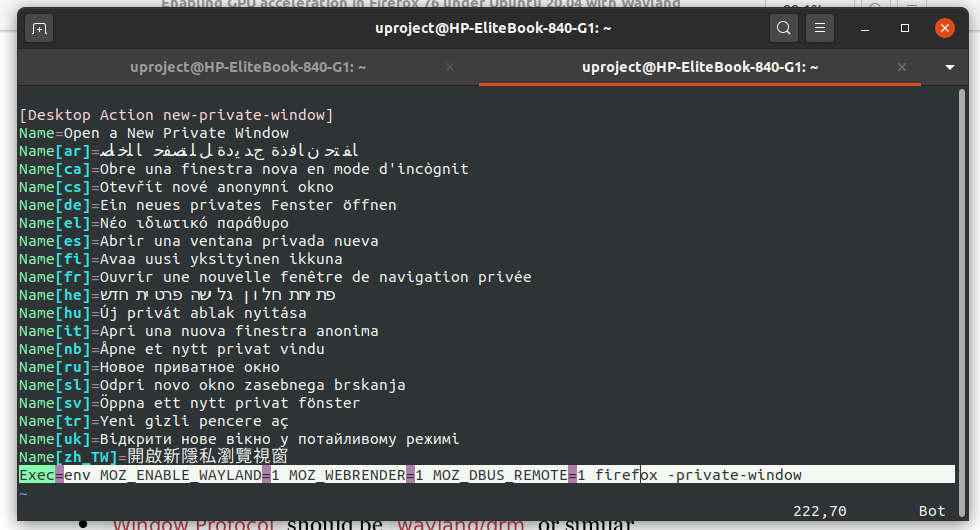 Enabling GPU acceleration in Firefox 76 under Ubuntu 20.04 with Wayland
uproject@HP-EliteBook-840-G1: ~
uproject@HP-EliteBook-840-G1: ~
uproject@HP-EliteBook-840-G1: ~
[Desktop Action new-private-window]
Name=Open a New Private Window
Name[ar]=افتح نافذة جديدة للتصفح الخاص
Name[ca]=Obre una finestra nova en mode d'incògnit
Name[cs]=Otevřít nové anonymní okno
Name[de]=Ein neues privates Fenster öffnen
Name[el]=Νέο ιδιωτικό παράθυρο
Name[es]=Abrir una ventana privada nueva
Name[fi]=Avaa uusi yksityinen ikkuna
Name[fr]=Ouvrir une nouvelle fenêtre de navigation privée
Name[he]=פתיחת חלון גלישה פרטית חדש
Name[hu]=Új privát ablak nyitása
Name[it]=Apri una nuova finestra anonima
Name[nb]=Åpne et nytt privat vindu
Name[ru]=Новое приватное окно
Name[sl]=Odpri novo okno zasebnega brskanja
Name[sv]=Öppna ett nytt privat fönster
Name[tr]=Yeni gizli pencere aç
Name[uk]=Відкрити нове вікно у потайливому режимі
Name[zh_TW]=開啟新隱私瀏覽視窗
Exec=env MOZ_ENABLE_WAYLAND=1 MOZ_WEBRENDER=1 MOZ_DBUS_REMOTE=1 firefox -private-window
~
222,70 Bot
Window Protocol should be wayland/drm or similar